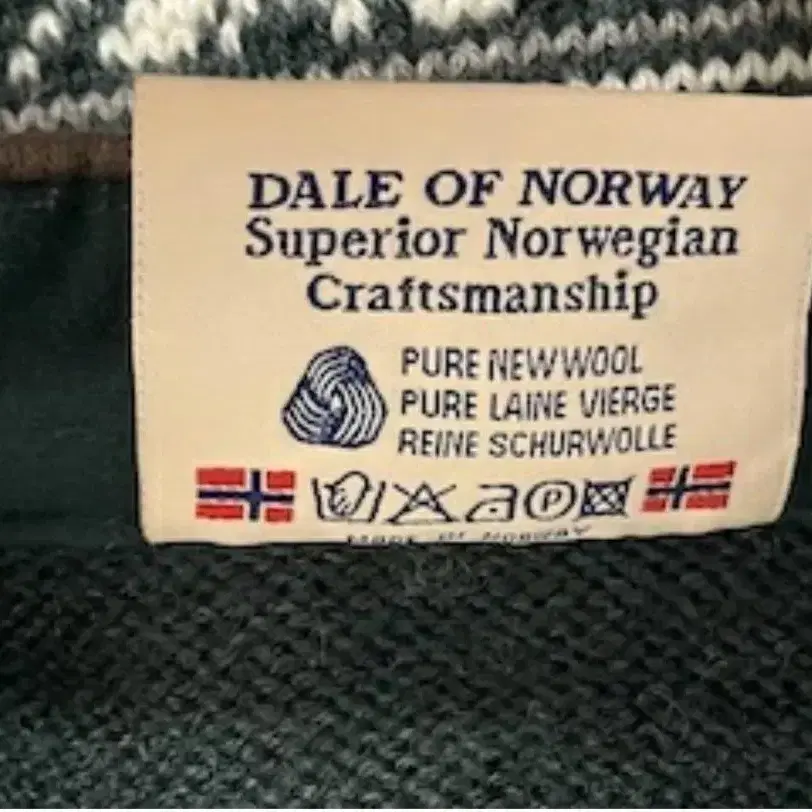 DALE OF NORWAY
Superior Norwegian
Craftsmanship
PURE NEW WOOL
PURE LAINE VIERGE
REINE SCHURWOLLE
P